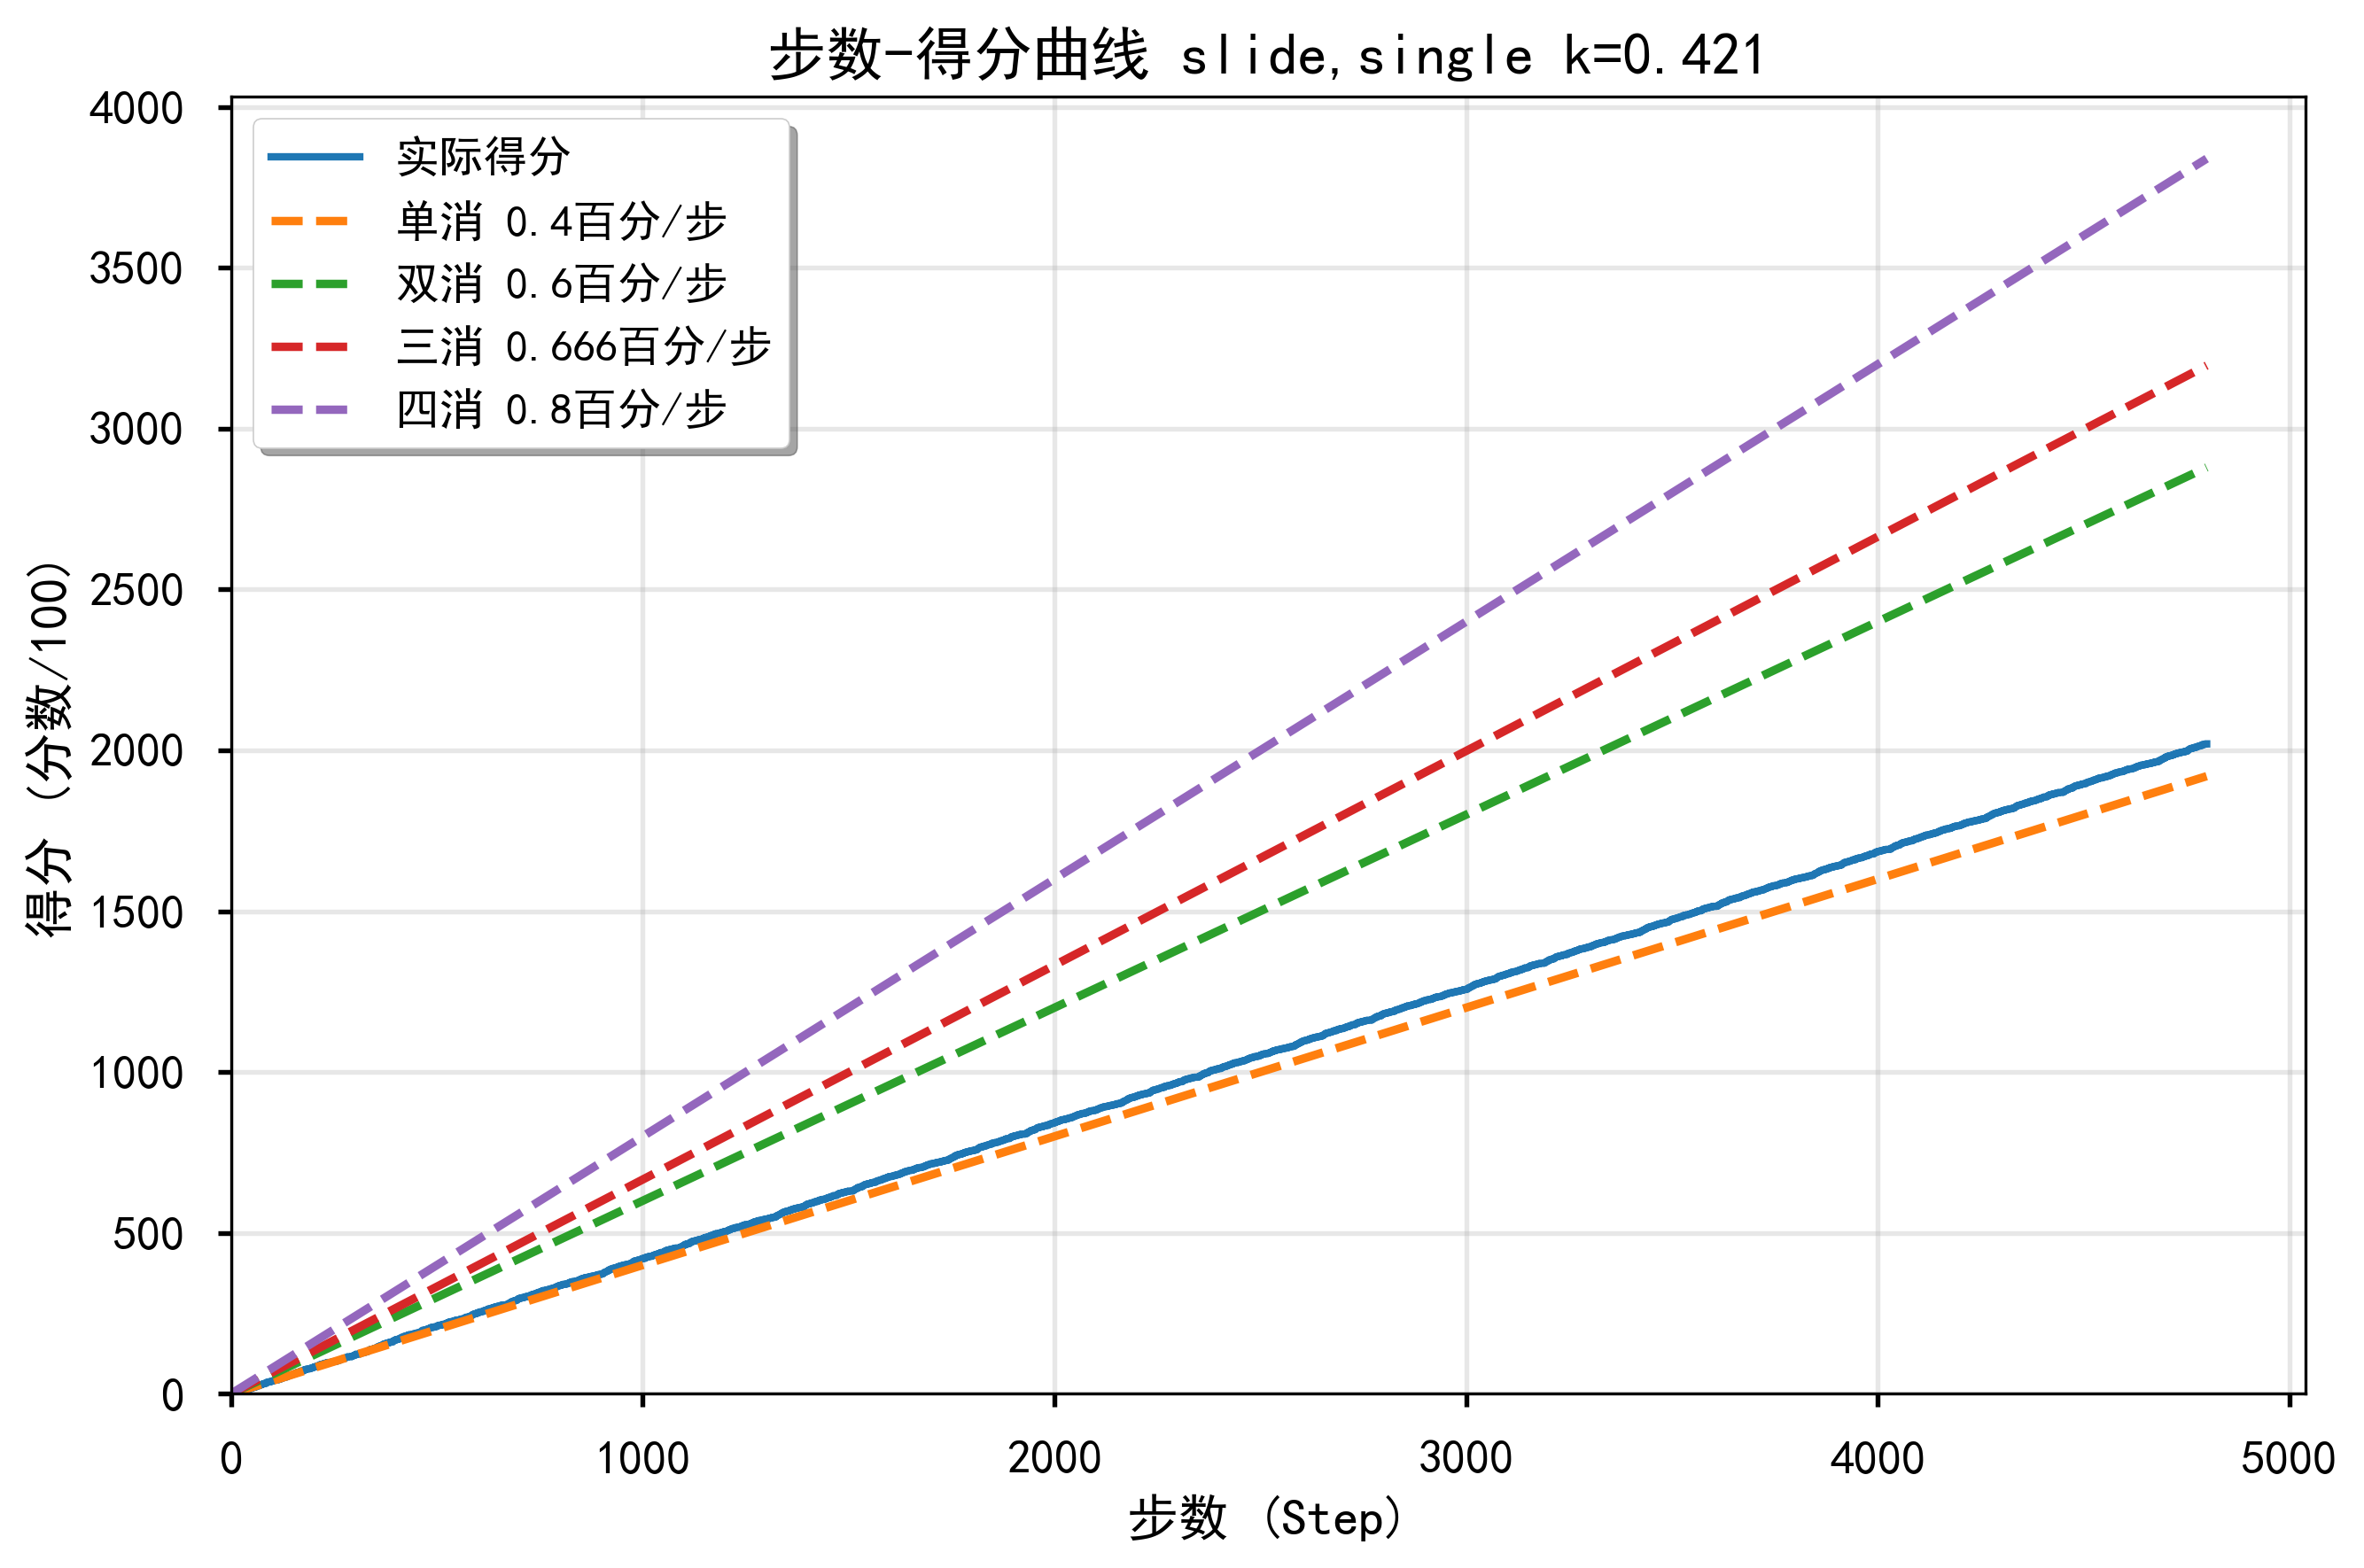 步数-得分曲线 slide,single k=0.421
实际得分
单消 0.4百分/步
双消 0.6百分/步
三消 0.666百分/步
四消 0.8百分/步
得分 (分数/100)
4000
3500
3000
2500
2000
1500
1000
500
0
0 1000 2000 3000 4000 5000
步数 (Step)